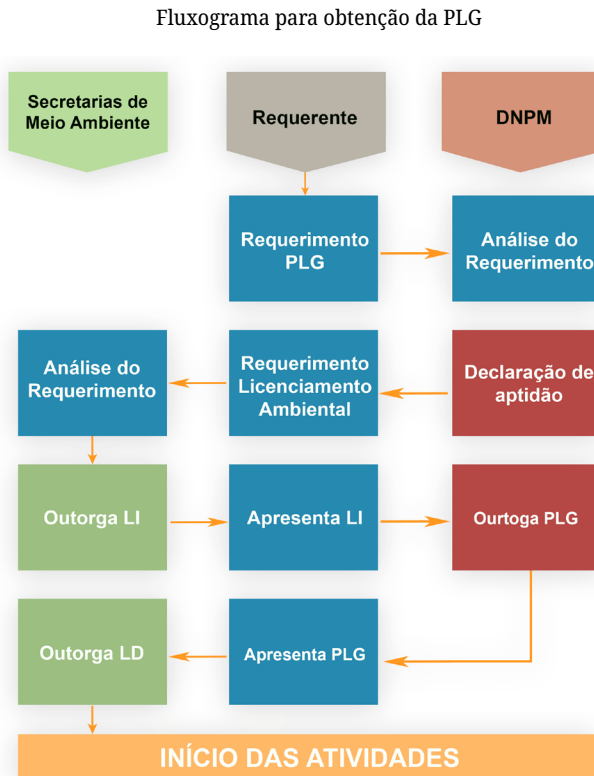 Fluxograma para obtenção da PLG
Secretarias de
Meio Ambiente
Requerente
DNPM
Requerimento
PLG
Análise do
Requerimento
Análise do
Requerimento
Requerimento
Licenciamento
Ambiental
Declaração de
aptidão
Outorga LI
Apresenta LI
Ourtoga PLG
Outorga LD
Apresenta PLG
INÍCIO DAS ATIVIDADES